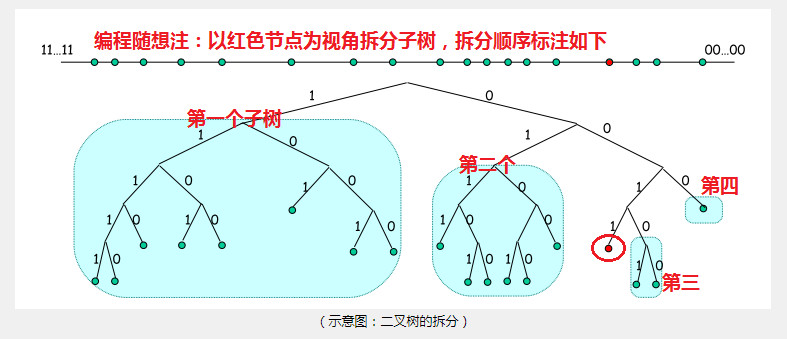 编程随想注：以红色节点为视角拆分子树，拆分顺序标注如下
11...11
00...00
1 0
第一个子树
1 0
1 0
第二个
1 0 1 0 1 0 1 0
第四
1 0 1 0 1 0 1 0 1 0 1 0
1 0 1 0 1 0 1 0
第三
（示意图：二叉树的拆分）